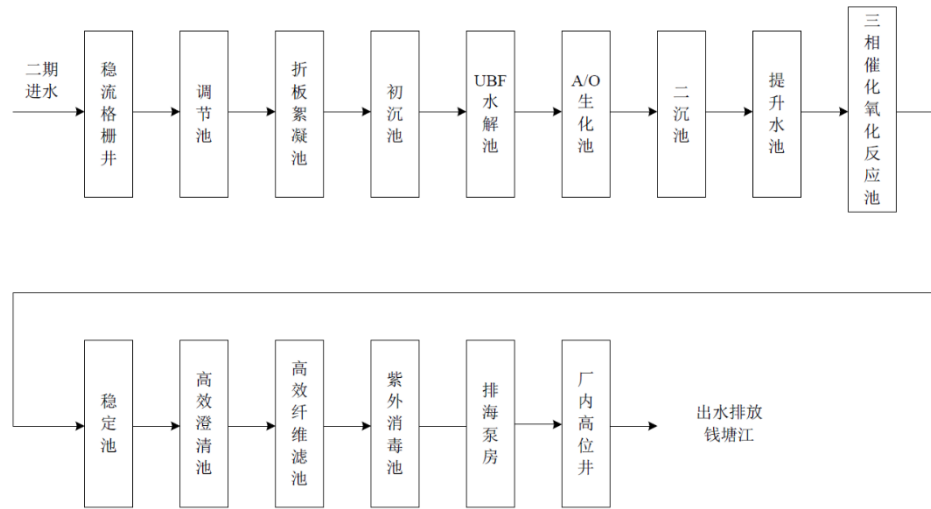 二期
进水
稳流格栅井
调节池
折板絮凝池
初沉池
UBF
水解池
A/O
生化池
二沉池
提升水池
三相催化氧化反应池
稳定池
高效澄清池
高效纤维滤池
紫外消毒池
排海泵房
厂内高位井
出水排放
钱塘江